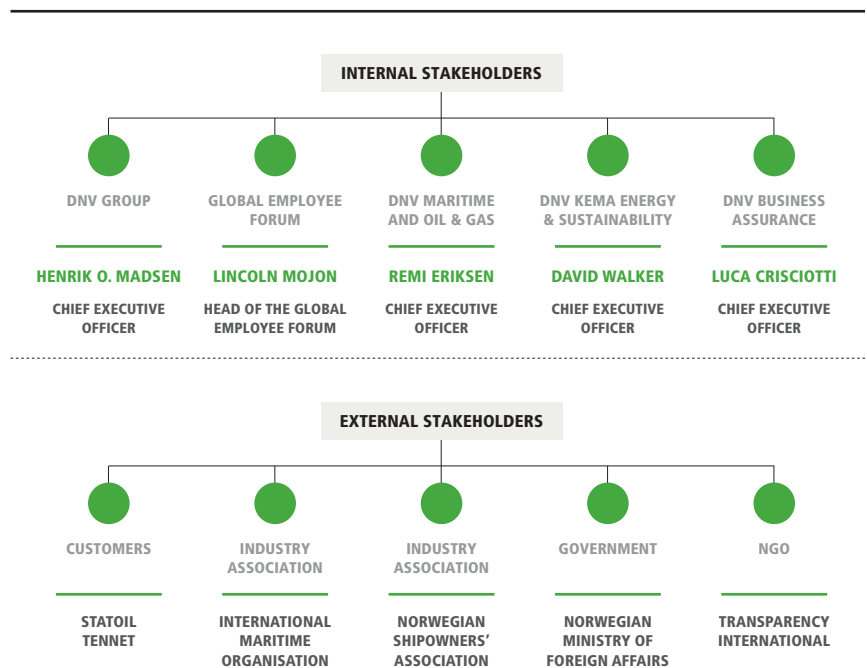 INTERNAL STAKEHOLDERS
DNV GROUP
GLOBAL EMPLOYEE
FORUM
DNV MARITIME
AND OIL & GAS
DNV KEMA ENERGY
& SUSTAINABILITY
DNV BUSINESS
ASSURANCE
HENRIK O. MADSEN
LINCOLN MOJON
REMI ERIKSEN
DAVID WALKER
LUCA CRISCIOTTI
CHIEF EXECUTIVE
OFFICER
HEAD OF THE GLOBAL
EMPLOYEE FORUM
CHIEF EXECUTIVE
OFFICER
CHIEF EXECUTIVE
OFFICER
CHIEF EXECUTIVE
OFFICER
EXTERNAL STAKEHOLDERS
CUSTOMERS
INDUSTRY
ASSOCIATION
INDUSTRY
ASSOCIATION
GOVERNMENT
NGO
STATOIL
TENNET
INTERNATIONAL
MARITIME
ORGANISATION
NORWEGIAN
SHIPOWNERS'
ASSOCIATION
NORWEGIAN
MINISTRY OF
FOREIGN AFFAIRS
TRANSPARENCY
INTERNATIONAL